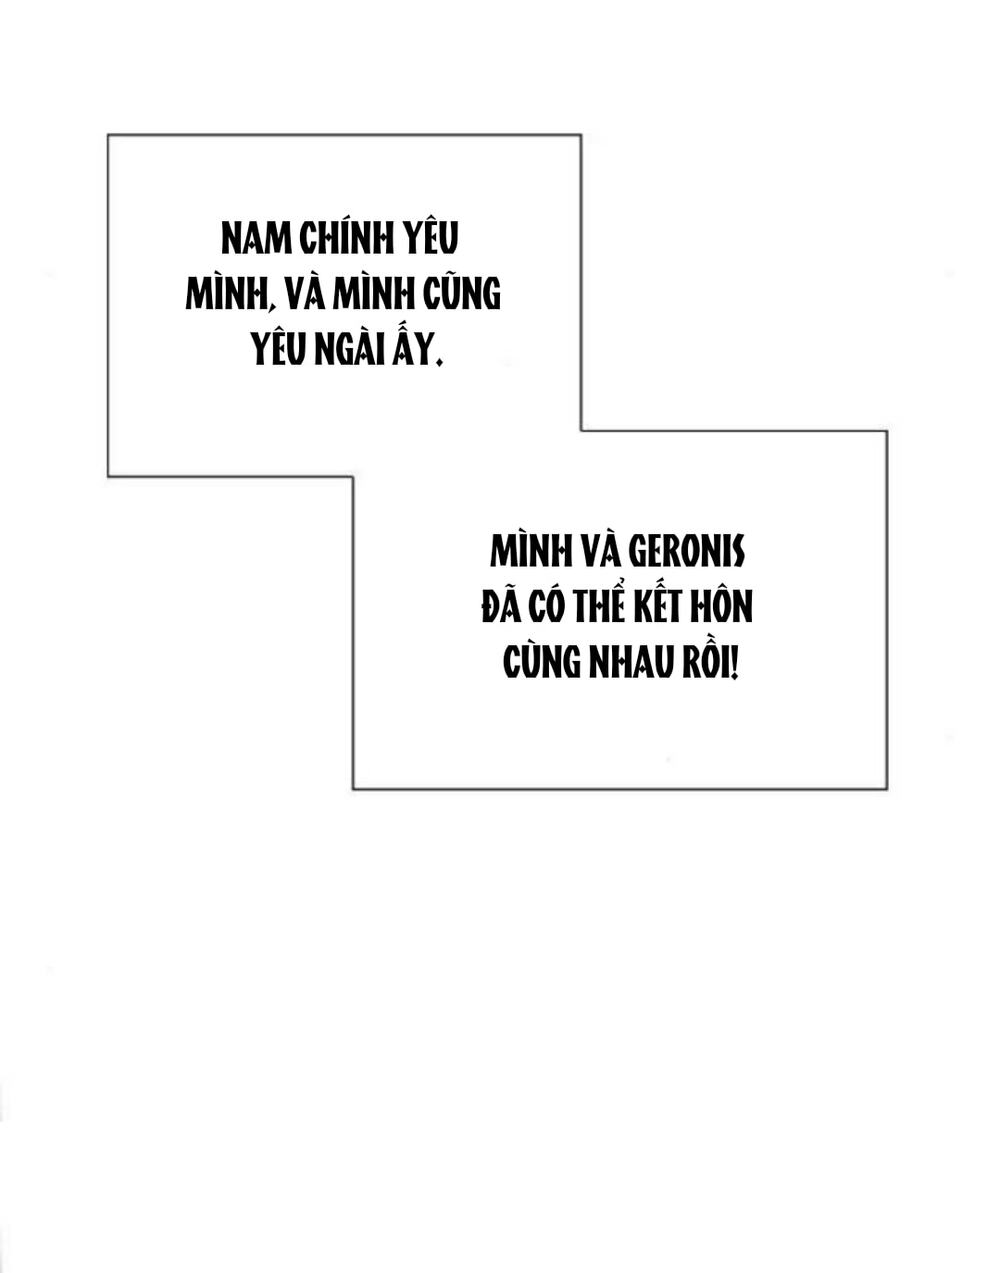 NAM CHÍNH YÊU
MÌNH, VÀ MÌNH CŨNG
YÊU NGÀI ẤY.
MÌNH VÀ GERONIS
ĐÃ CÓ THỂ KẾT HÔN
CÙNG NHAU RỒI!